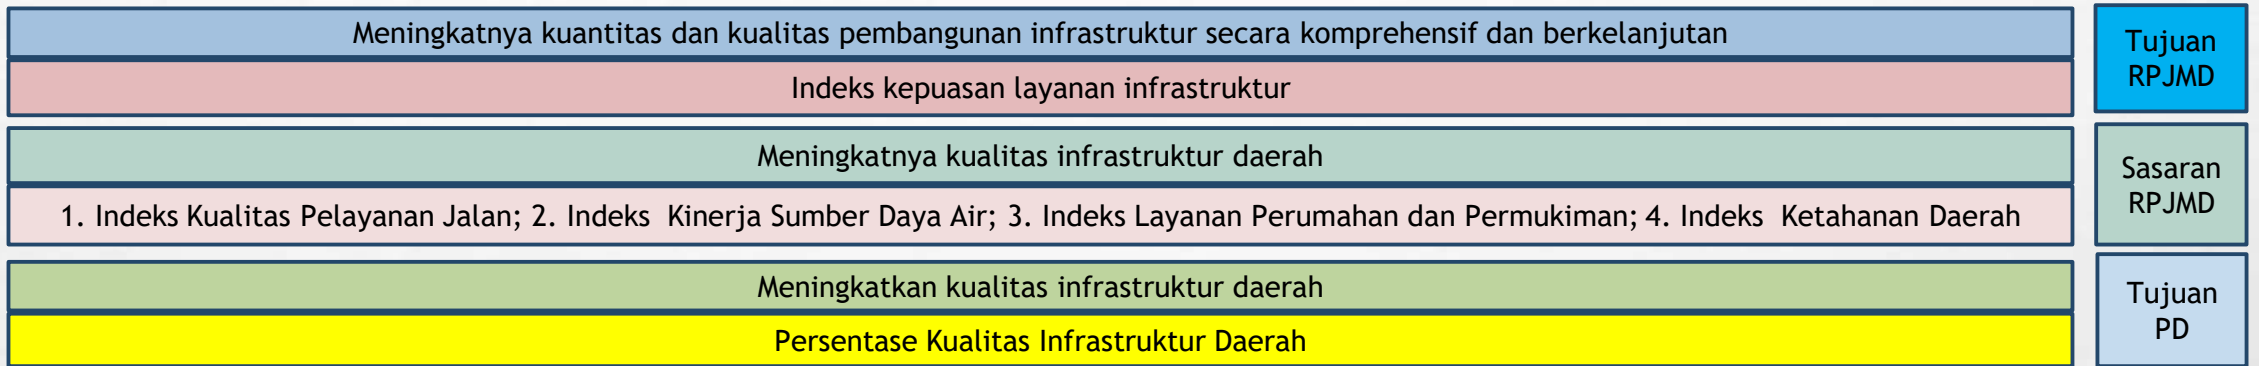 Meningkatnya kuantitas dan kualitas pembangunan infrastruktur secara komprehensif dan berkelanjutan
Indeks kepuasan layanan infrastruktur
Tujuan
RPJMD
Meningkatnya kualitas infrastruktur daerah
1. Indeks Kualitas Pelayanan Jalan; 2. Indeks  Kinerja Sumber Daya Air; 3. Indeks Layanan Perumahan dan Permukiman; 4. Indeks  Ketahanan Daerah
Sasaran
RPJMD
Meningkatkan kualitas infrastruktur daerah
Persentase Kualitas Infrastruktur Daerah
Tujuan
PD